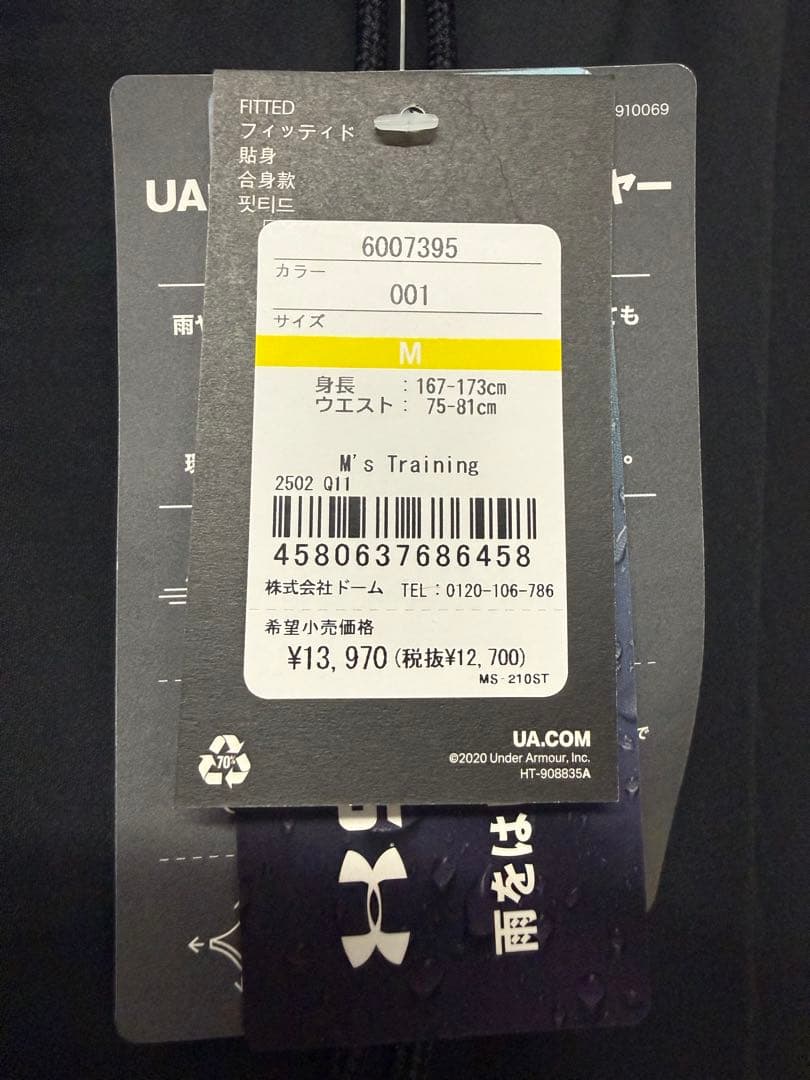 FITTED
フィッティド
貼身
合身款
핏티드
910069
UA
ヤー
雨や
ても
6007395
カラー
001
サイズ
M
身長 : 167-173cm
ウエスト : 75-81cm
M's Training
2502 Q11
4580637686458
株式会社ドーム TEL:0120-106-786
希望小売価格
¥13,970(税抜¥12,700)
MS-210ST
70%
UA.COM
©2020 Under Armour, Inc.
HT-908835A
で
雨をは